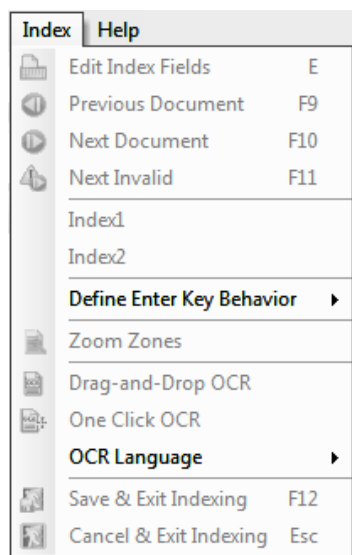 Index Help
Edit Index Fields E
Previous Document F9
Next Document F10
Next Invalid F11
Index1
Index2
Define Enter Key Behavior
Zoom Zones
Drag-and-Drop OCR
One Click OCR
OCR Language
Save & Exit Indexing F12
Cancel & Exit Indexing Esc